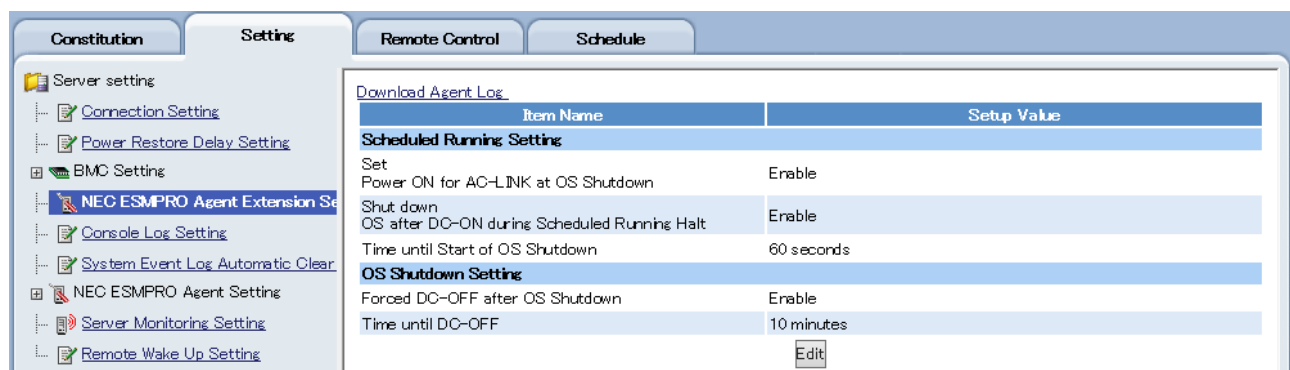 Constitution
Setting
Remote Control
Schedule
Server setting
Connection Setting
Power Restore Delay Setting
BMC Setting
NEC ESMPRO Agent Extension Se
Console Log Setting
System Event Log Automatic Clear
NEC ESMPRO Agent Setting
Server Monitoring Setting
Remote Wake Up Setting
Download Agent Log
Item Name Setup Value
Scheduled Running Setting
Set
Power ON for AC-LINK at OS Shutdown Enable
Shut down
OS after DC-ON during Scheduled Running Halt Enable
Time until Start of OS Shutdown 60 seconds
OS Shutdown Setting
Forced DC-OFF after OS Shutdown Enable
Time until DC-OFF 10 minutes
Edit